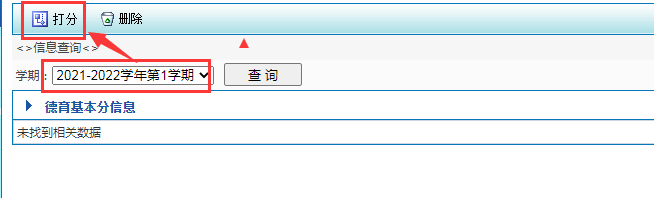 打分 删除
<>信息查询<>
学期： 2021-2022学年第1学期 查 询
德育基本分信息
未找到相关数据